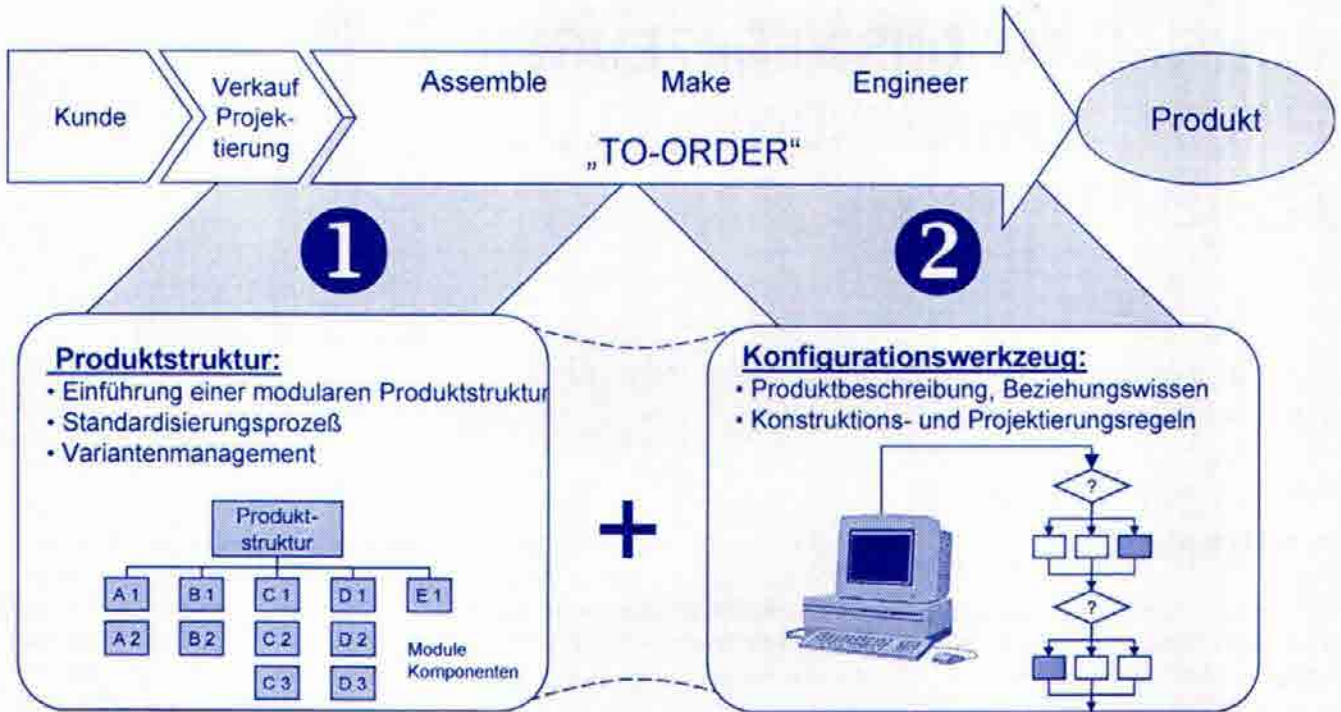 Kunde
Verkauf
Projek-
tierung
Assemble Make Engineer
„TO-ORDER“
Produkt
1
2
Produktstruktur:
• Einführung einer modularen Produktstruktur
• Standardisierungsprozeß
• Variantenmanagement
Produkt-
struktur
A 1 B 1 C 1 D 1 E 1
A 2 B 2 C 2 D 2
C 3 D 3
Module
Komponenten
+
Konfigurationswerkzeug:
• Produktbeschreibung, Beziehungswissen
• Konstruktions- und Projektierungsregeln
?
?